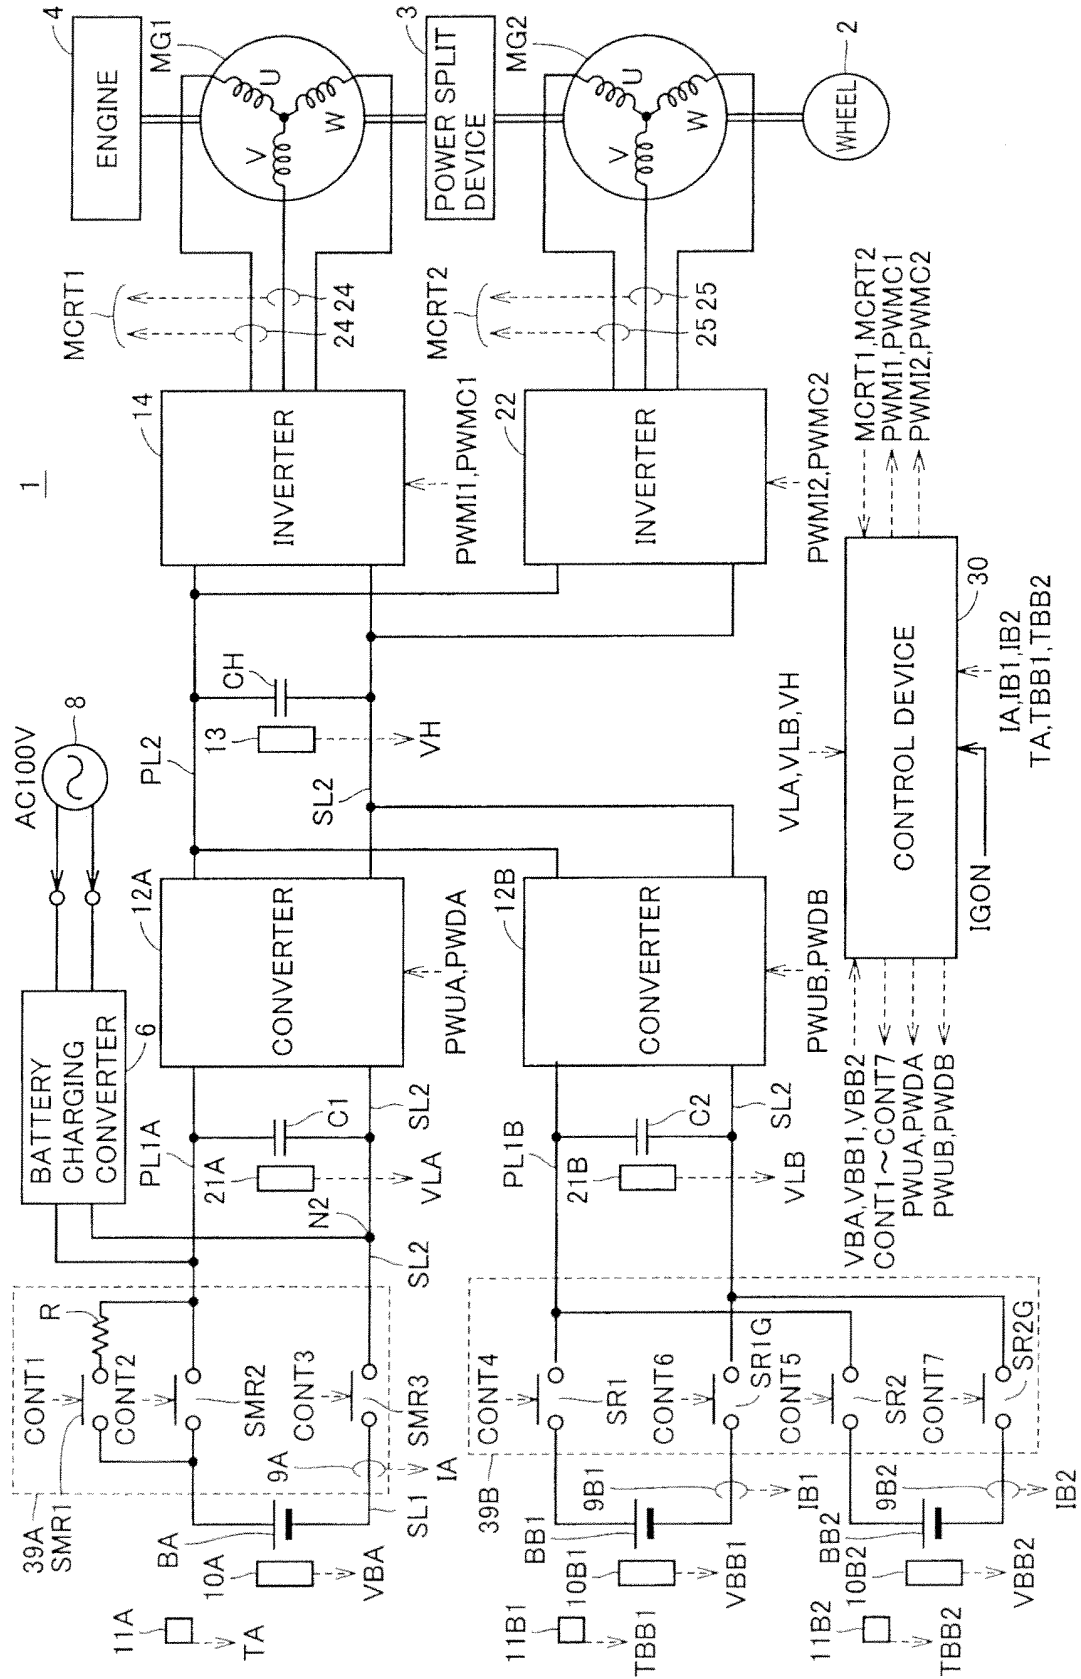 1
4
ENGINE
MG1
U
V
W
3
POWER SPLIT
DEVICE
MG2
U
V
W
2
WHEEL
MCRT1
24 24
MCRT2
25 25
14
INVERTER
PWMI1,PWMC1
22
INVERTER
PWMI2,PWMC2
AC100V
8
BATTERY
CHARGING
CONVERTER
6
PL2
SL2
13
CH
VH
12A
CONVERTER
PWUA,PWDA
12B
CONVERTER
PWUB,PWDB
PL1A
21A
C1
SL2
VLA
N2
SL2
PL1B
21B
C2
SL2
VLB
39A
SMR1
CONT1
R
CONT2
SMR2
CONT3
SMR3
9A
IA
SL1
BA
10A
VBA
11A
TA
39B
CONT4
SR1
CONT6
SR1G
CONT5
SR2
CONT7
SR2G
BB1
9B1
IB1
10B1
VBB1
11B1
TBB1
BB2
9B2
IB2
10B2
VBB2
11B2
TBB2
VLA,VLB,VH
CONTROL DEVICE
30
VBA,VBB1,VBB2
CONT1~CONT7
PWUA,PWDA
PWUB,PWDB
MCRT1,MCRT2
PWMI1,PWMC1
PWMI2,PWMC2
IGON
IA,IB1,IB2
TA,TBB1,TBB2